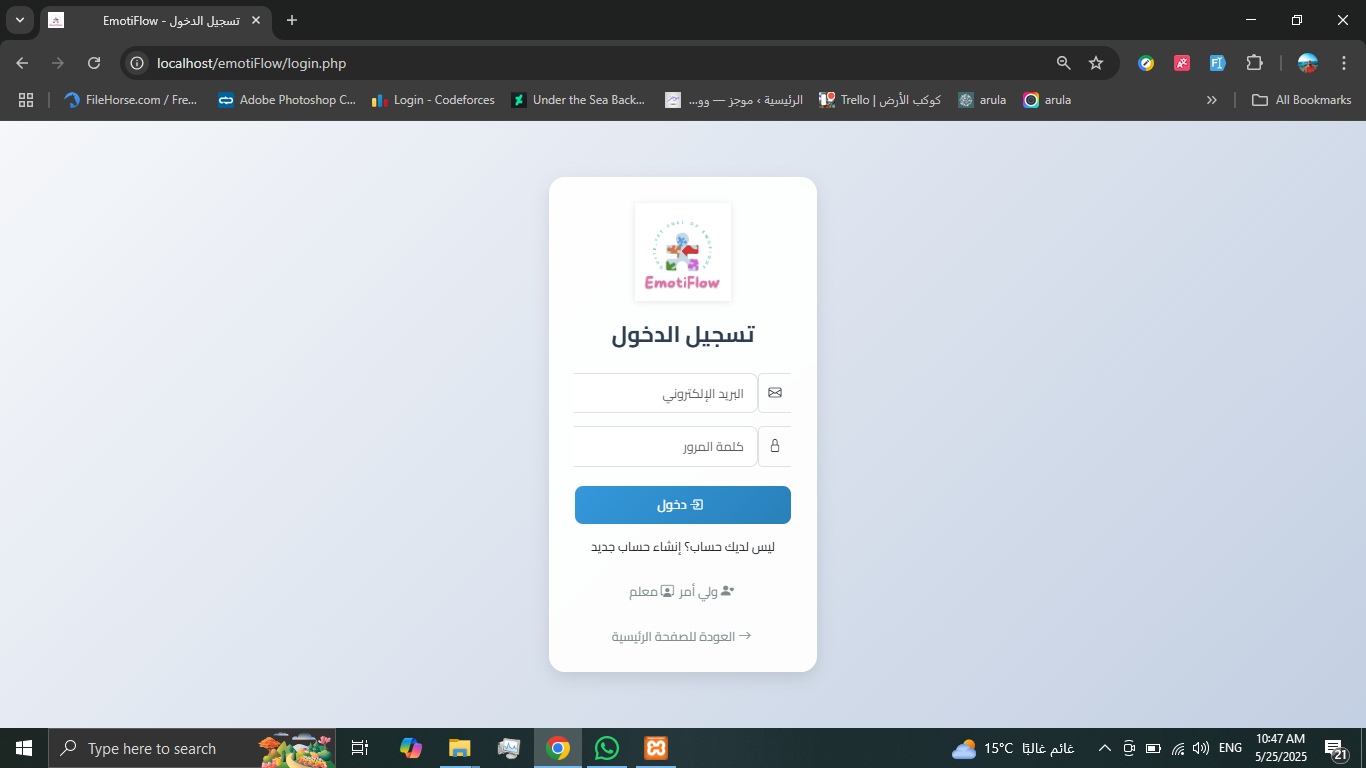 EmotiFlow - تسجيل الدخول
localhost/emotiFlow/login.php
FileHorse.com / Fre...
Adobe Photoshop C...
Login - Codeforces
Under the Sea Back...
الرئيسية › موجز — وو...
كوكب الأرض | Trello
arula
arula
All Bookmarks
EmotiFlow
تسجيل الدخول
البريد الإلكتروني
كلمة المرور
دخول
ليس لديك حساب؟ إنشاء حساب جديد
ولي أمر معلم
العودة للصفحة الرئيسية
Type here to search
15°C غائم غالبًا
ENG
10:47 AM
5/25/2025
21